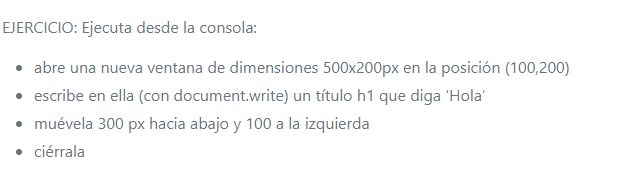 EJERCICIO: Ejecuta desde la consola:
abre una nueva ventana de dimensiones 500x200px en la posición (100,200)
escribe en ella (con document.write) un título h1 que diga ‘Hola’
muévela 300 px hacia abajo y 100 a la izquierda
ciérrala